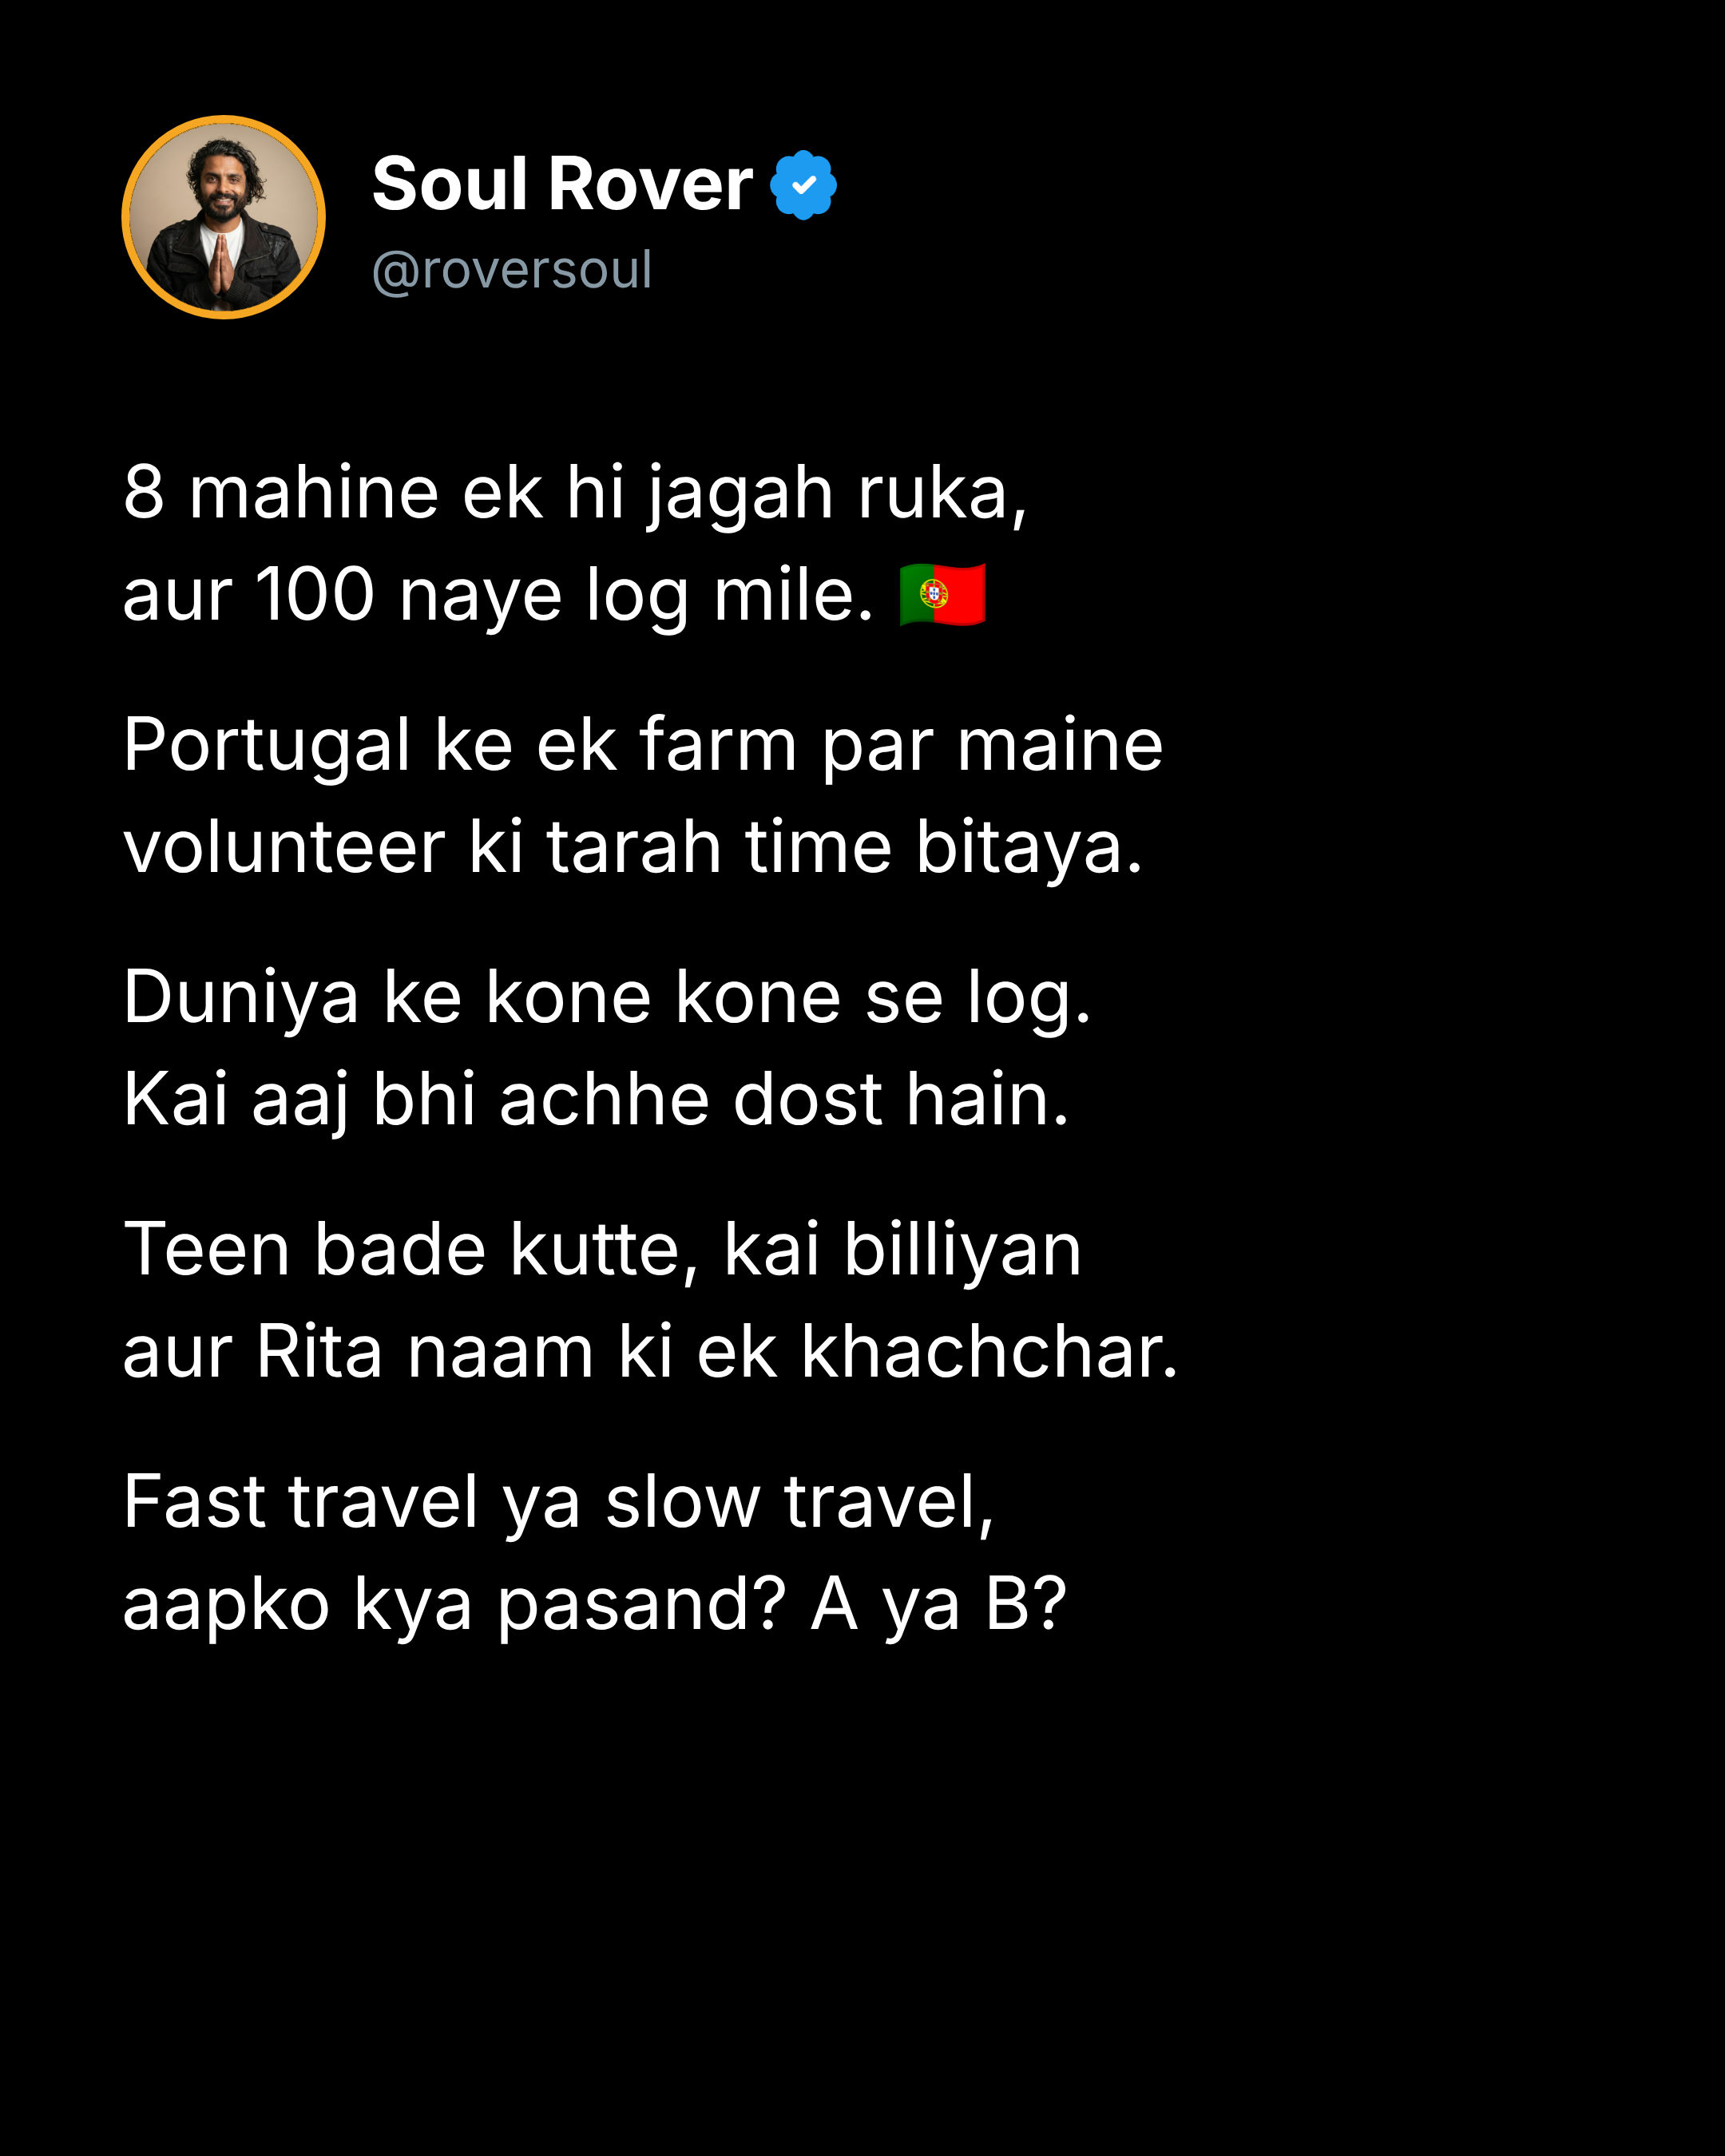 Soul Rover
@roversoul
8 mahine ek hi jagah ruka,
aur 100 naye log mile. 🇵🇹
Portugal ke ek farm par maine
volunteer ki tarah time bitaya.
Duniya ke kone kone se log.
Kai aaj bhi achhe dost hain.
Teen bade kutte, kai billiyan
aur Rita naam ki ek khachchar.
Fast travel ya slow travel,
aapko kya pasand? A ya B?